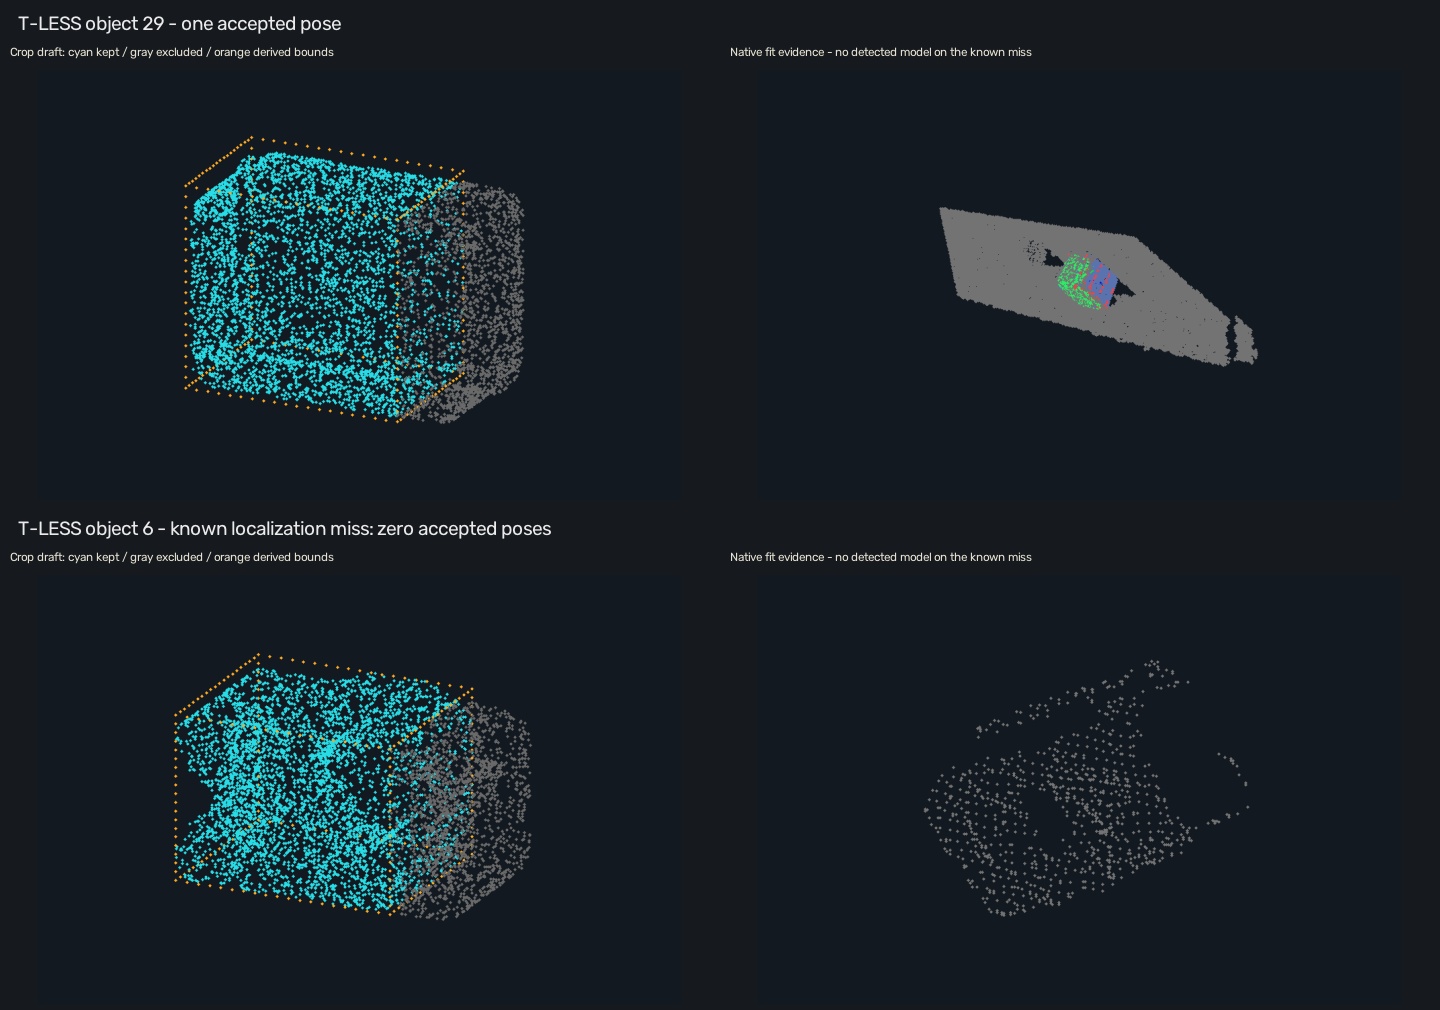 T-LESS object 29 - one accepted pose
Crop draft: cyan kept / gray excluded / orange derived bounds
Native fit evidence - no detected model on the known miss
T-LESS object 6 - known localization miss: zero accepted poses
Crop draft: cyan kept / gray excluded / orange derived bounds
Native fit evidence - no detected model on the known miss